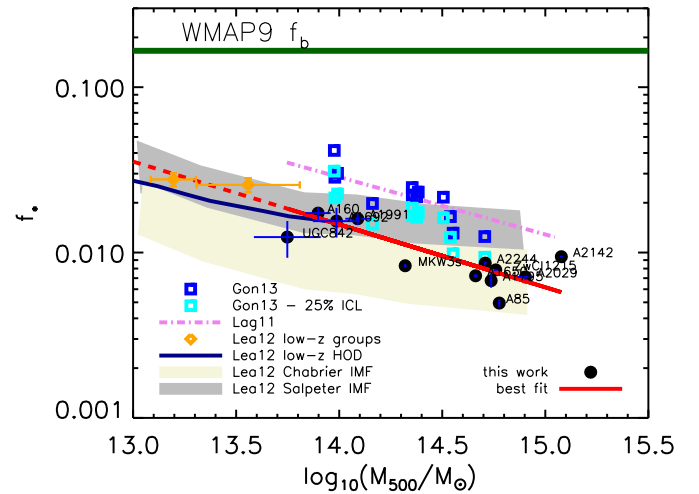 WMAP9 f_b
0.100
0.010
0.001
f_*
A160
A1991
UGC842
MKW3s
A2244
A2142
A2029
A85
Gon13
Gon13 - 25% ICL
Lag11
Lea12 low-z groups
Lea12 low-z HOD
Lea12 Chabrier IMF
Lea12 Salpeter IMF
this work
best fit
13.0 13.5 14.0 14.5 15.0 15.5
log₁₀(M₅₀₀/M☉)